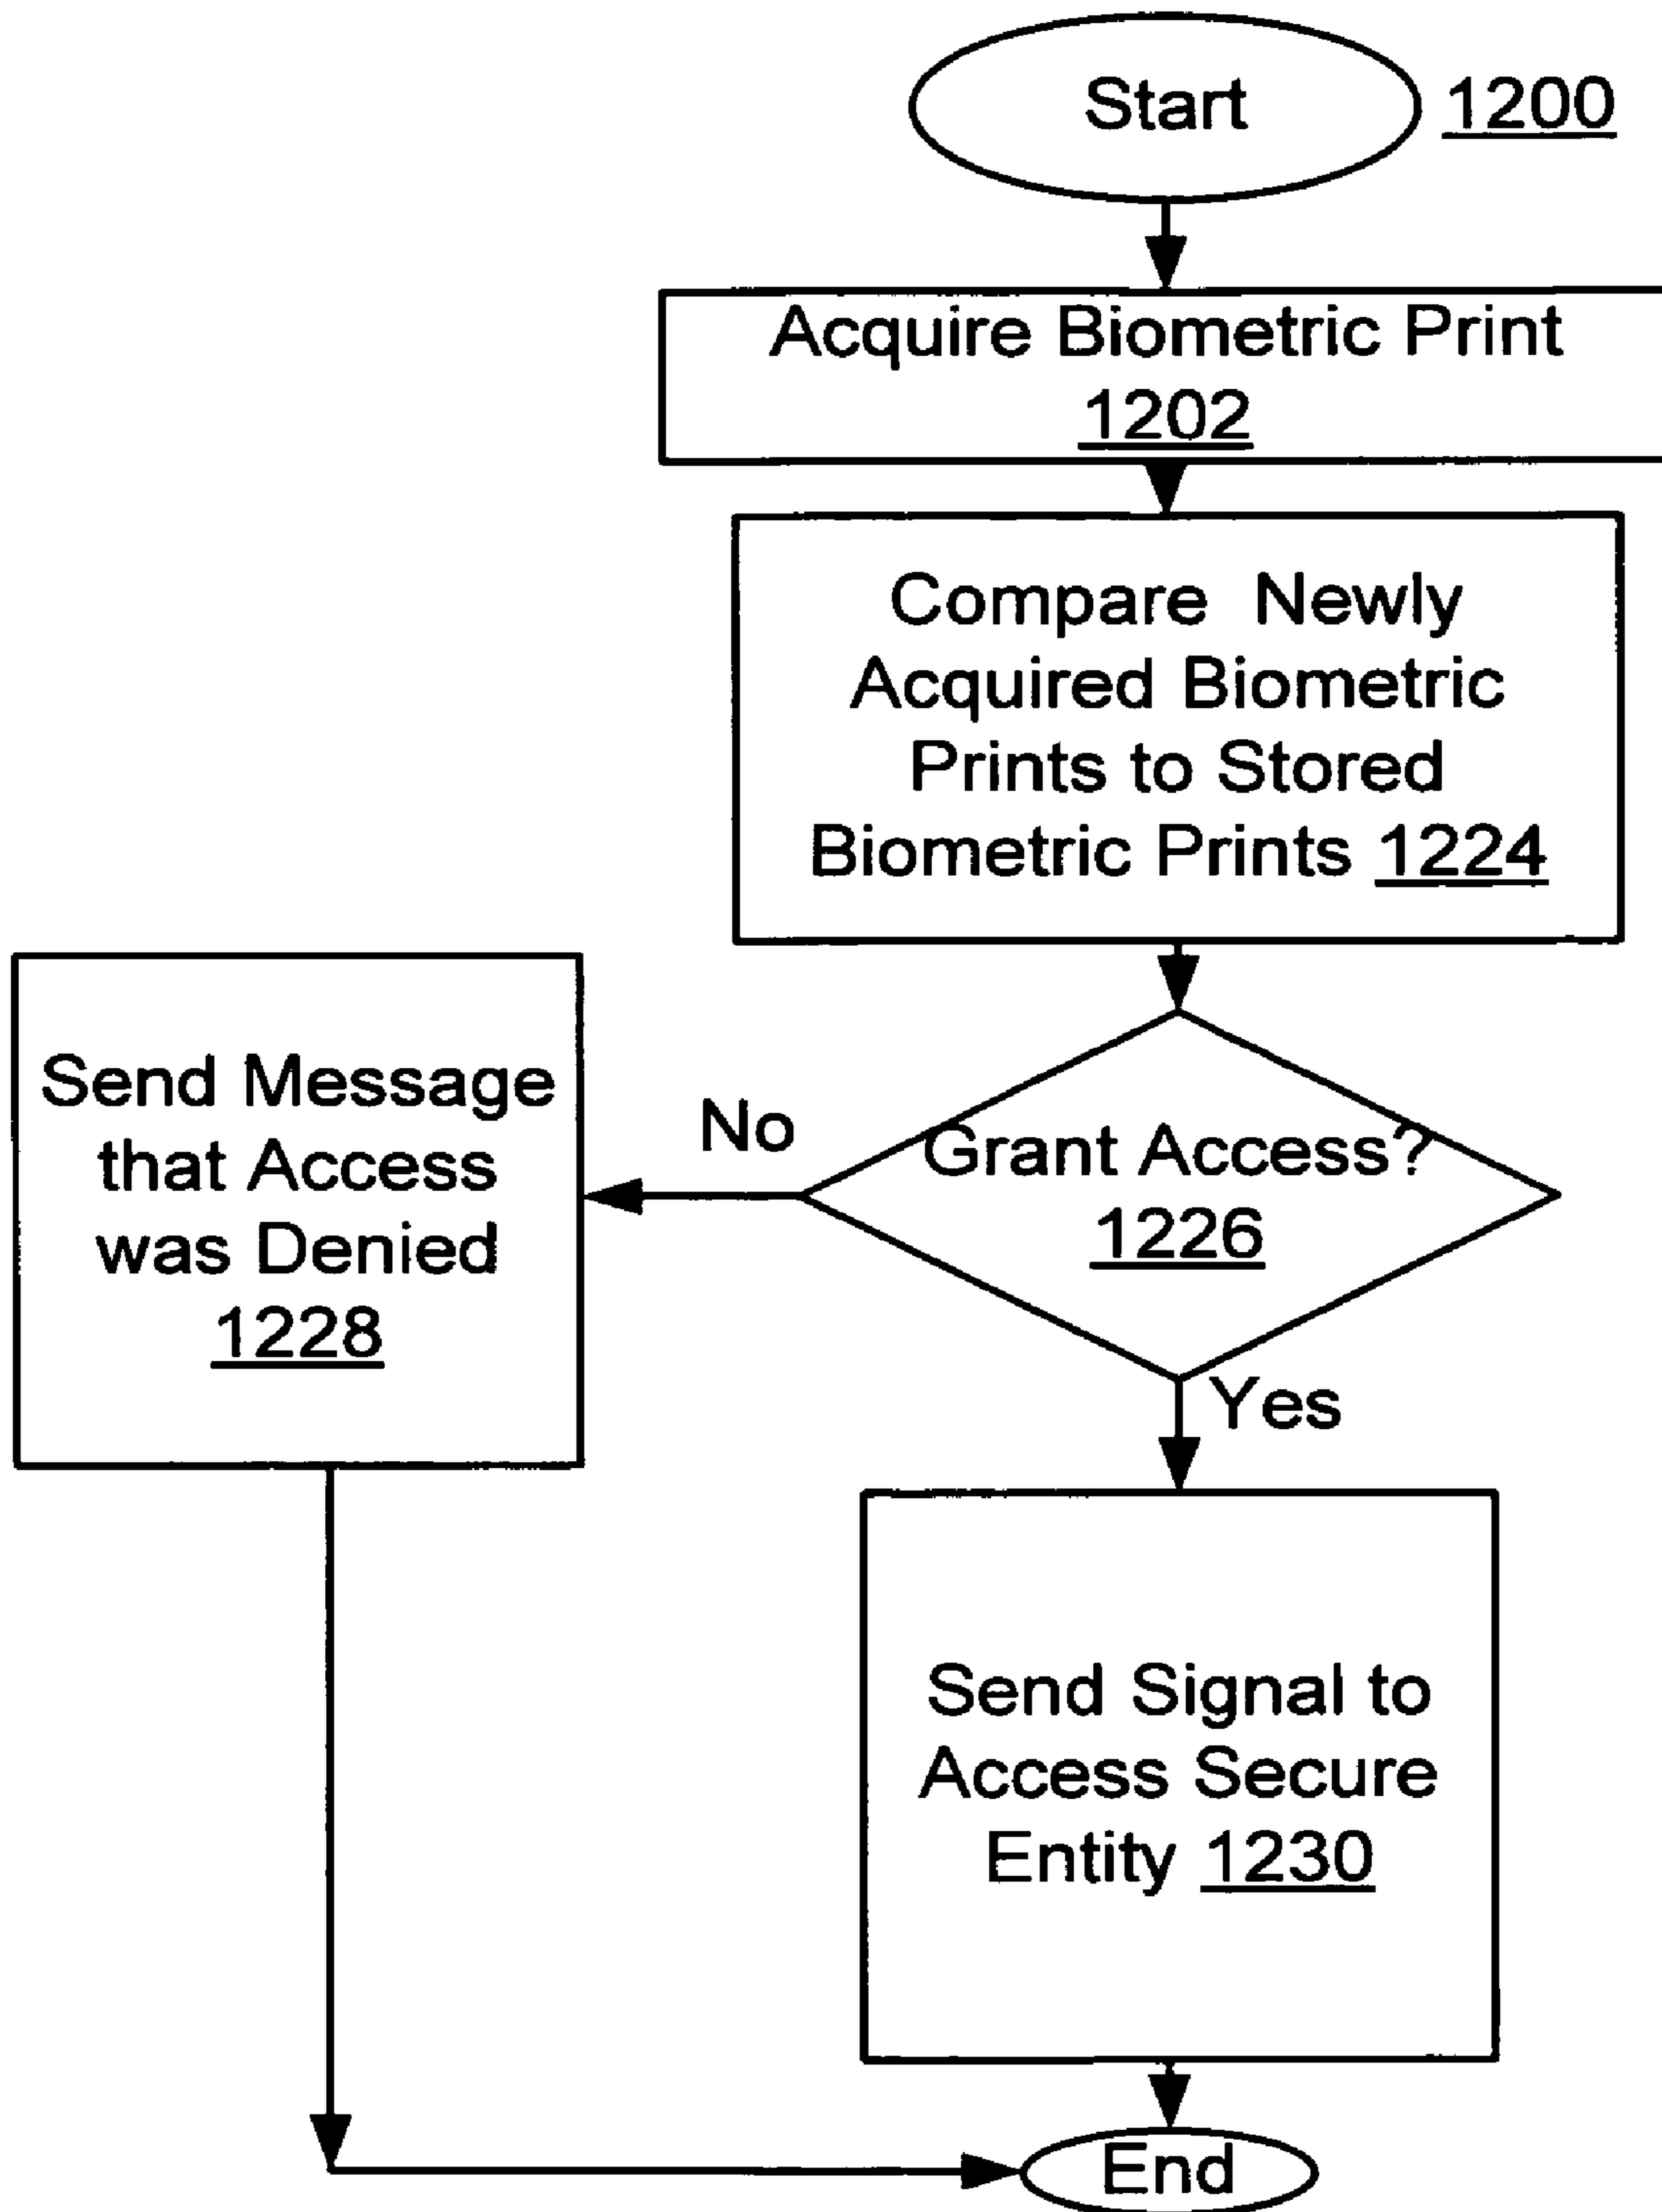 Start 1200
Acquire Biometric Print
1202
Compare Newly
Acquired Biometric
Prints to Stored
Biometric Prints 1224
Grant Access?
1226
No
Send Message
that Access
was Denied
1228
Yes
Send Signal to
Access Secure
Entity 1230
End